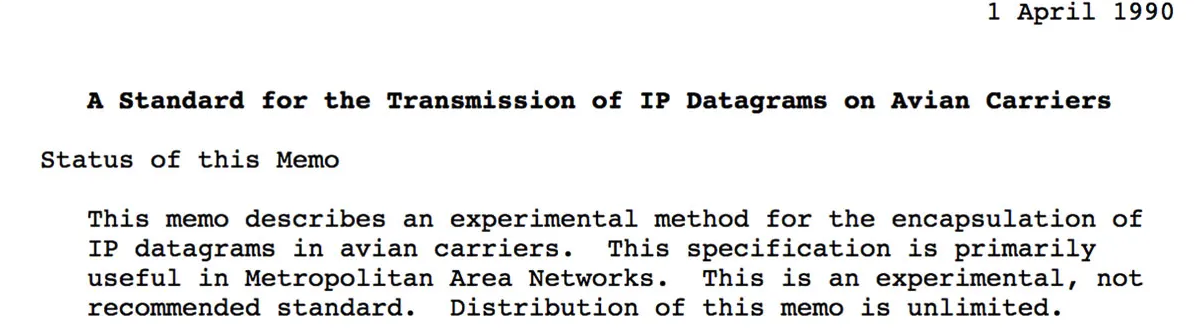 1 April 1990
A Standard for the Transmission of IP Datagrams on Avian Carriers
Status of this Memo
This memo describes an experimental method for the encapsulation of
IP datagrams in avian carriers.  This specification is primarily
useful in Metropolitan Area Networks.  This is an experimental, not
recommended standard.  Distribution of this memo is unlimited.